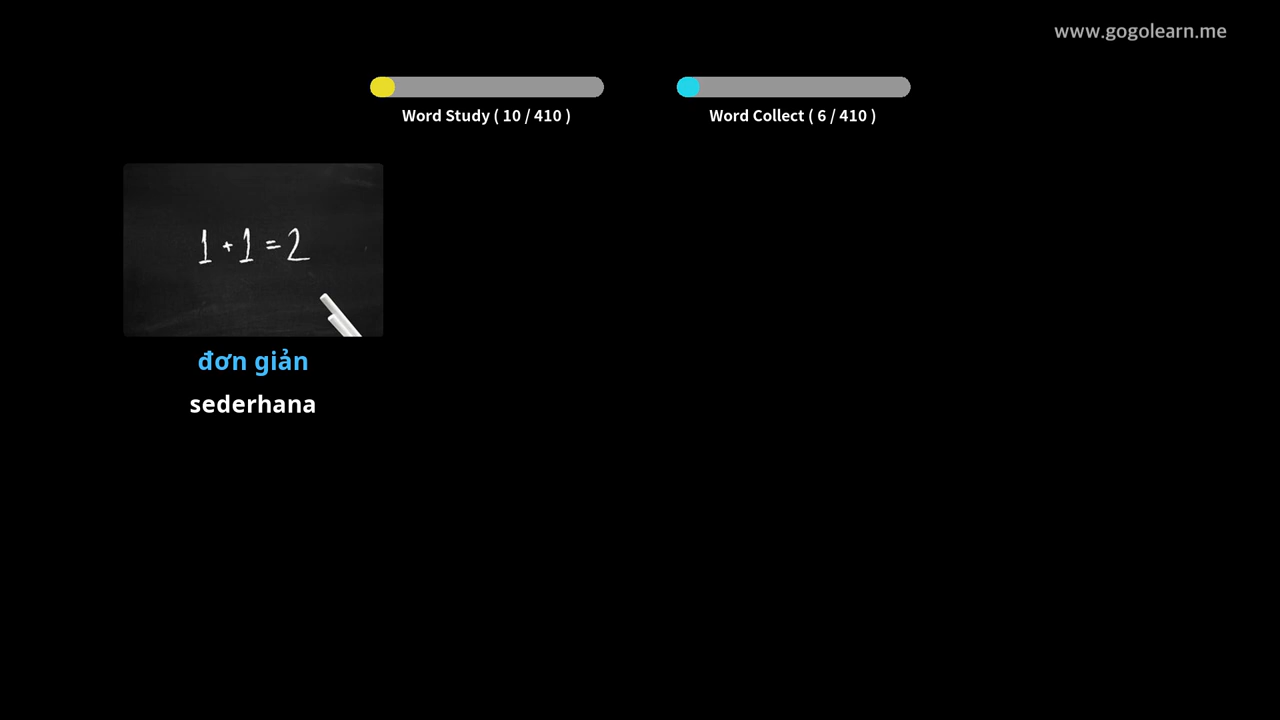 www.gogolearn.me
Word Study ( 10 / 410 )
Word Collect ( 6 / 410 )
1 + 1 = 2
đơn giản
sederhana